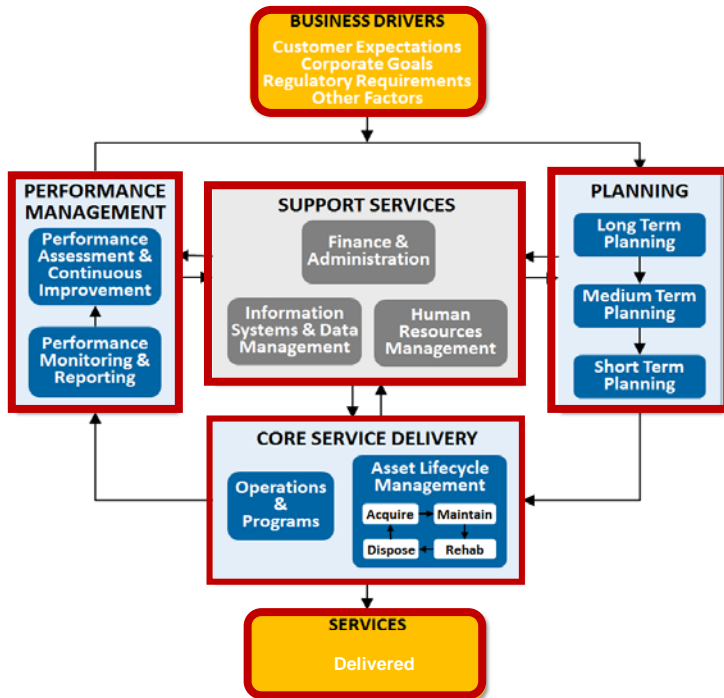 BUSINESS DRIVERS
Customer Expectations
Corporate Goals
Regulatory Requirements
Other Factors
PERFORMANCE
MANAGEMENT
Performance
Assessment &
Continuous
Improvement
Performance
Monitoring &
Reporting
SUPPORT SERVICES
Finance &
Administration
Information
Systems & Data
Management
Human
Resources
Management
PLANNING
Long Term
Planning
Medium Term
Planning
Short Term
Planning
CORE SERVICE DELIVERY
Operations
&
Programs
Asset Lifecycle
Management
Acquire
Maintain
Dispose
Rehab
SERVICES
Delivered